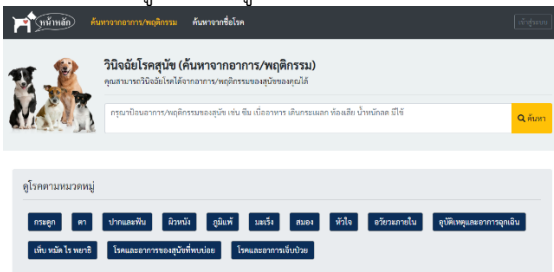 หน้าหลัก ค้นหาจากอาการ/พฤติกรรม ค้นหาจากชื่อโรค เข้าสู่ระบบ
วินิจฉัยโรคสุนัข (ค้นหาจากอาการ/พฤติกรรม)
คุณสามารถวินิจฉัยโรคได้จากอาการ/พฤติกรรมของสุนัขของคุณได้
กรุณาป้อนอาการ/พฤติกรรมของสุนัข เช่น ซึม เบื่ออาหาร เดินกระเผลก ท้องเสีย น้ำหนักลด มีไข้ ค้นหา
ดูโรคตามหมวดหมู่
กระดูก ตา ปากและฟัน ผิวหนัง ภูมิแพ้ มะเร็ง สมอง หัวใจ อวัยวะภายใน อุบัติเหตุและอาการฉุกเฉิน
เห็บ หมัด ไร พยาธิ โรคและอาการของสุนัขที่พบบ่อย โรคและอาการเจ็บป่วย